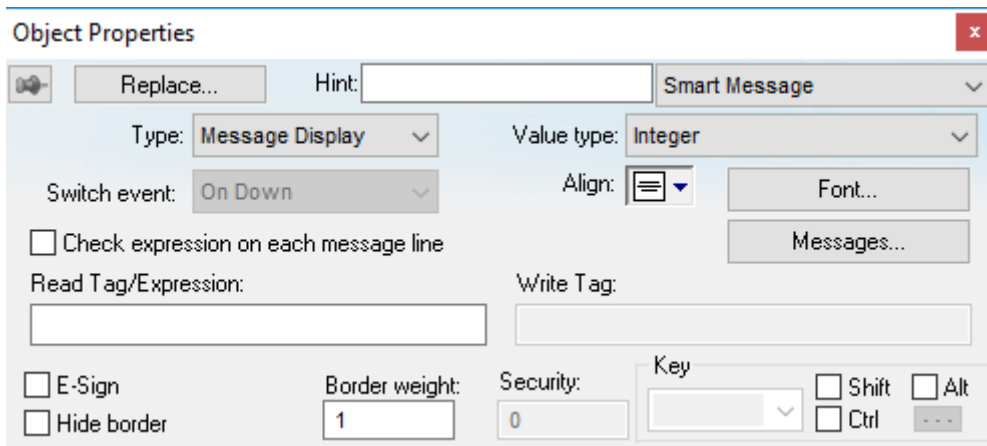 Object Properties x
Replace... Hint: Smart Message
Type: Message Display Value type: Integer
Switch event: On Down Align: Font...
Check expression on each message line Messages...
Read Tag/Expression: Write Tag:
E-Sign Border weight: Security: Key Shift Alt
Hide border 1 0 Ctrl ---